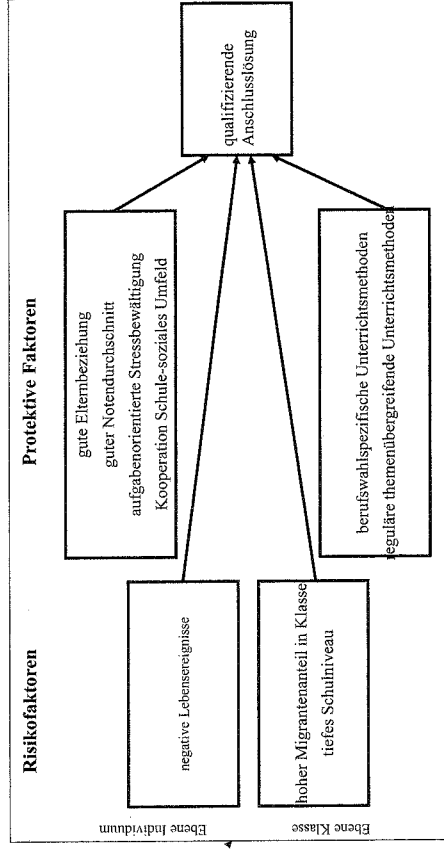 Risikofaktoren
Protektive Faktoren
Ebene Individuum
negative Lebensereignisse
gute Elternbeziehung
guter Notendurchschnitt
aufgabenorientierte Stressbewältigung
Kooperation Schule-soziales Umfeld
qualifizierende
Anschlusslösung
Ebene Klasse
hoher Migrantenanteil in Klasse
tiefes Schulniveau
berufswahlspezifische Unterrichtsmethoden
reguläre themenübergreifende Unterrichtsmethoden